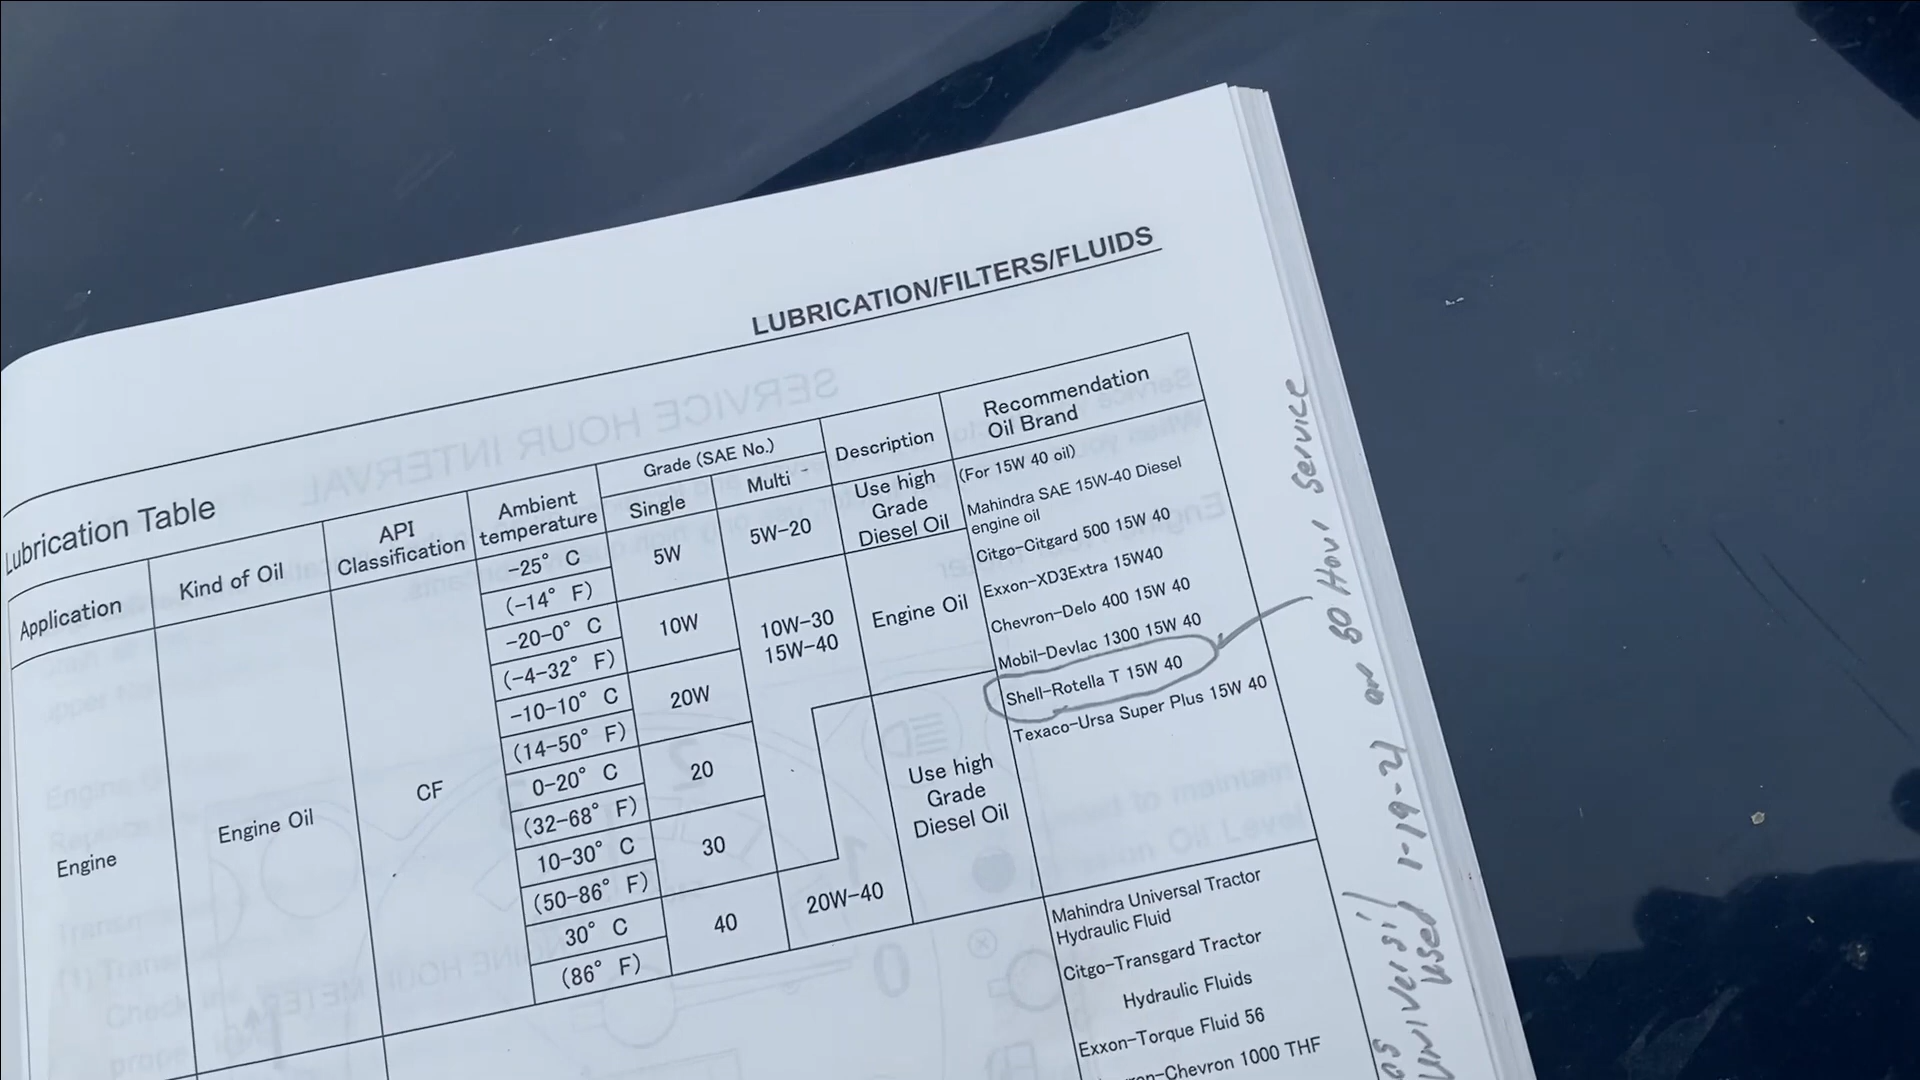 LUBRICATION/FILTERS/FLUIDS
Lubrication Table
Application
Kind of Oil
API
Classification
Ambient
temperature
Grade (SAE No.)
Single
Multi
Description
Recommendation
Oil Brand
Engine
Engine Oil
CF
-25° C
(-14° F)
-20-0° C
(-4-32° F)
-10-10° C
(14-50° F)
0-20° C
(32-68° F)
10-30° C
(50-86° F)
30° C
(86° F)
5W
10W
20W
20
30
40
5W-20
10W-30
15W-40
20W-40
Use high
Grade
Diesel Oil
Engine Oil
Use high
Grade
Diesel Oil
(For 15W 40 oil)
Mahindra SAE 15W-40 Diesel
engine oil
Citgo-Citgard 500 15W 40
Exxon-XD3Extra 15W40
Chevron-Delo 400 15W 40
Mobil-Devlac 1300 15W 40
Shell-Rotella T 15W 40
Texaco-Ursa Super Plus 15W 40
Mahindra Universal Tractor
Hydraulic Fluid
Citgo-Transgard Tractor
Hydraulic Fluids
Exxon-Torque Fluid 56
-Chevron 1000 THF
used 1-19-21 on 50 Hour Service